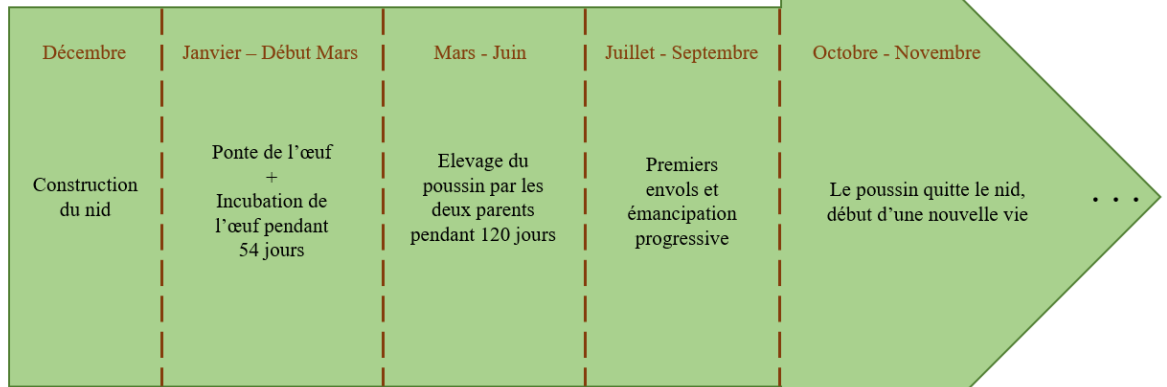 Décembre
Construction
du nid
Janvier – Début Mars
Ponte de l'œuf
+
Incubation de
l'œuf pendant
54 jours
Mars - Juin
Elevage du
poussin par les
deux parents
pendant 120 jours
Juillet - Septembre
Premiers
envols et
émancipation
progressive
Octobre - Novembre
Le poussin quitte le nid,
début d'une nouvelle vie
. . .